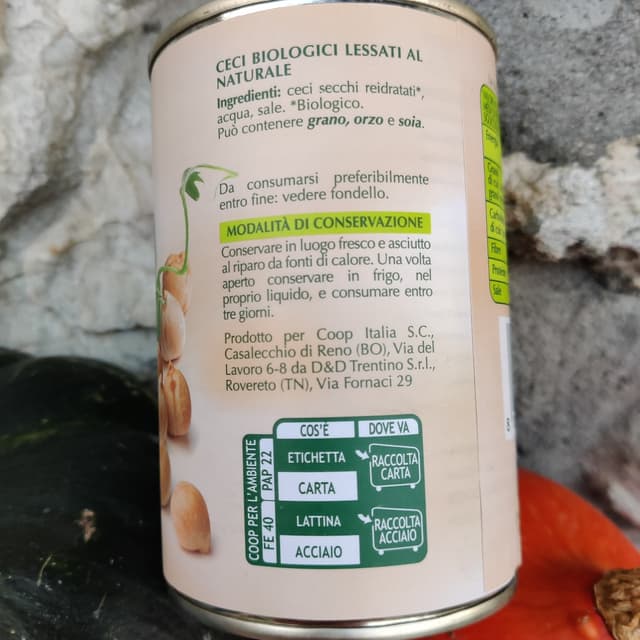 CECI BIOLOGICI LESSATI AL
NATURALE
Ingredienti: ceci secchi reidratati*,
acqua, sale. *Biologico.
Può contenere grano, orzo e soia.
Da consumarsi preferibilmente
entro fine: vedere fondello.
MODALITÀ DI CONSERVAZIONE
Conservare in luogo fresco e asciutto
al riparo da fonti di calore. Una volta
aperto conservare in frigo, nel
proprio liquido, e consumare entro
tre giorni.
Prodotto per Coop Italia S.C.,
Casalecchio di Reno (BO), Via del
Lavoro 6-8 da D&D Trentino S.r.l.,
Rovereto (TN), Via Fornaci 29
COOP PER L'AMBIENTE
COS'È DOVE VA
PAP 22
ETICHETTA
CARTA
RACCOLTA
CARTA
FE 40
LATTINA
ACCIAIO
RACCOLTA
ACCIAIO
Fibre
Sale
8